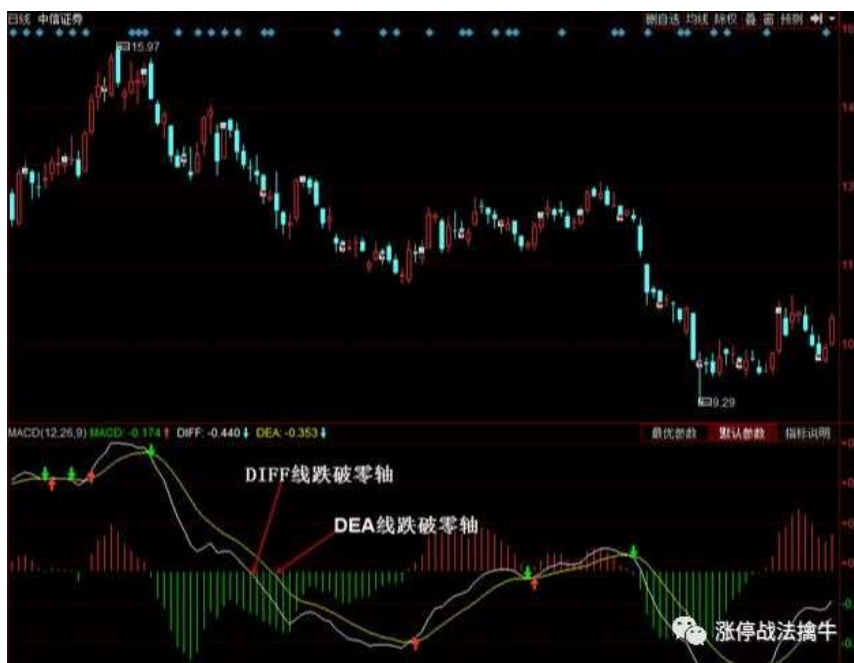 日线 中信证券
删自选 均线 除权 叠 窗 预测
15.97
9.29
MACD(12,26,9) MACD: -0.174 DIFF: -0.440 DEA: -0.353
最优参数 默认参数 指标说明
DIFF线跌破零轴
DEA线跌破零轴
涨停战法擒牛